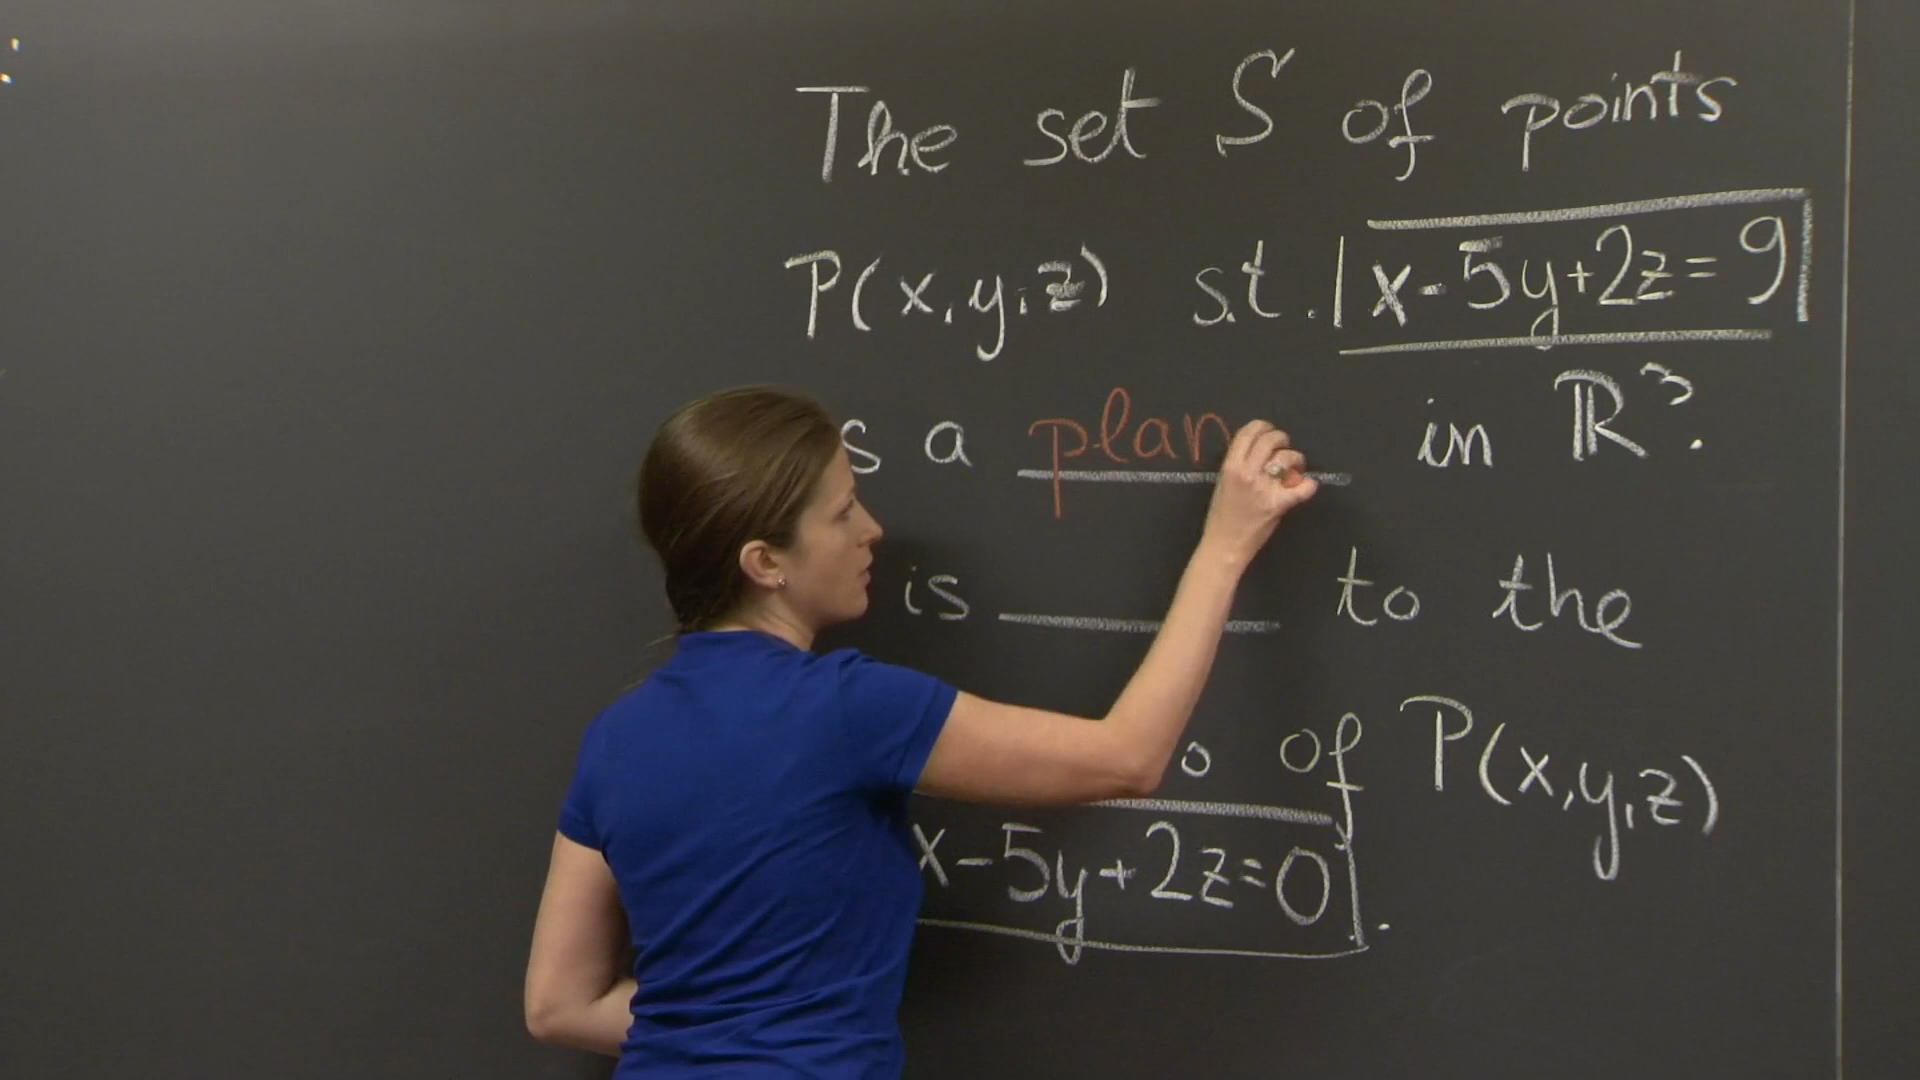 The set S of points
P(x,y,z) s.t. x-5y+2z=9
s a plan in ℝ³.
is ______ to the
o of P(x,y,z)
x-5y+2z=0.